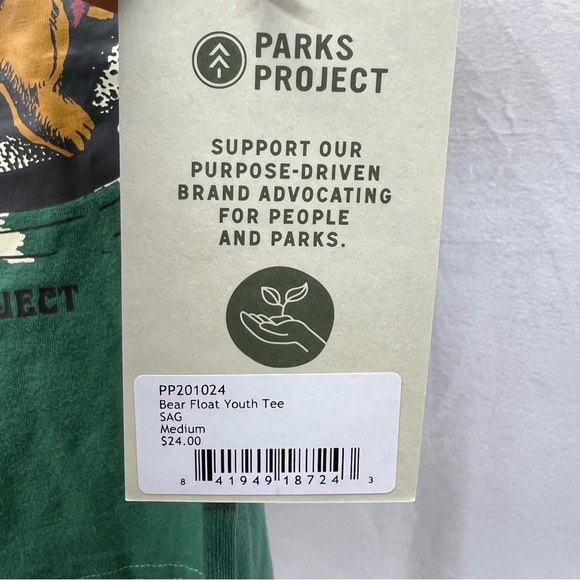 PARKS
PROJECT
SUPPORT OUR
PURPOSE-DRIVEN
BRAND ADVOCATING
FOR PEOPLE
AND PARKS.
JECT
PP201024
Bear Float Youth Tee
SAG
Medium
$24.00
8 41949 18724 3